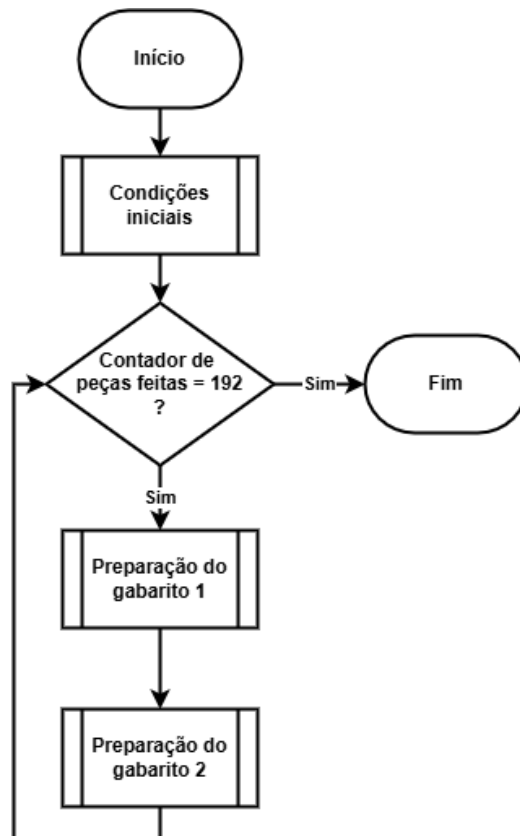 Início
Condições
iniciais
Contador de
peças feitas = 192
?
Sim
Fim
Sim
Preparação do
gabarito 1
Preparação do
gabarito 2